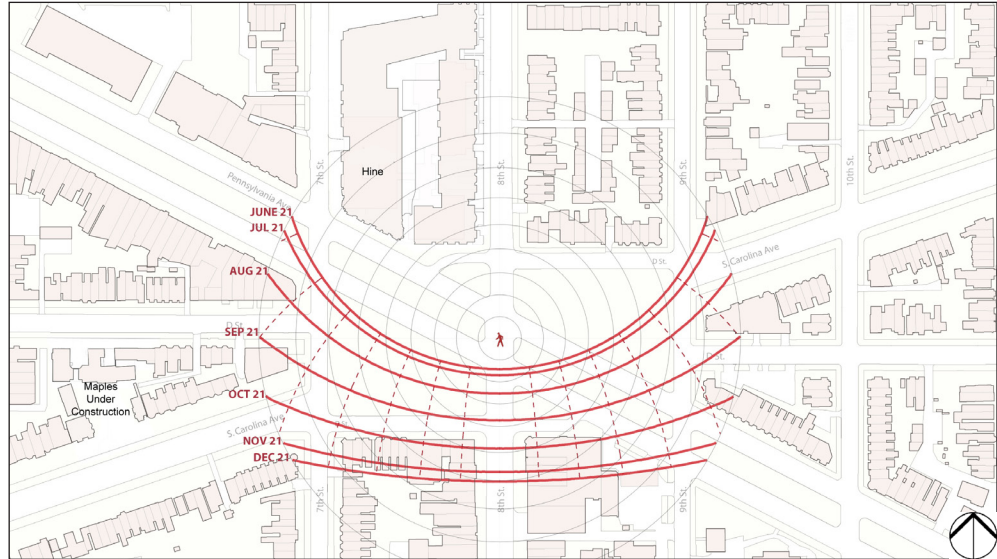 7th St.
8th St.
9th St.
10th St.
Hine
Pennsylvania Ave
JUNE 21
JUL 21
AUG 21
SEP 21
OCT 21
NOV 21
DEC 21
D St.
S. Carolina Ave
D St.
D St.
Maples
Under
Construction
S. Carolina Ave
7th St.
8th St.
9th St.